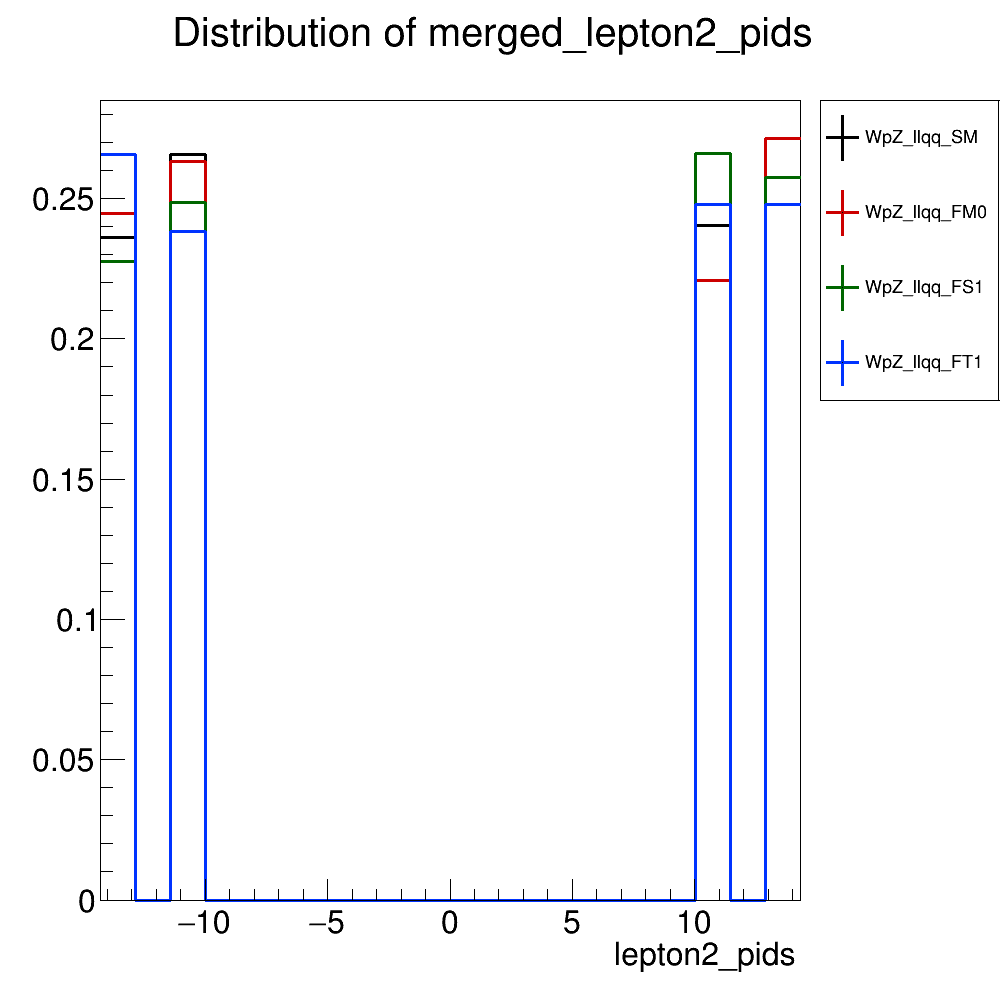 Distribution of merged_lepton2_pids
WpZ_llqq_SM
WpZ_llqq_FM0
WpZ_llqq_FS1
WpZ_llqq_FT1
0.25
0.2
0.15
0.1
0.05
0
−10 −5 0 5 10
lepton2_pids